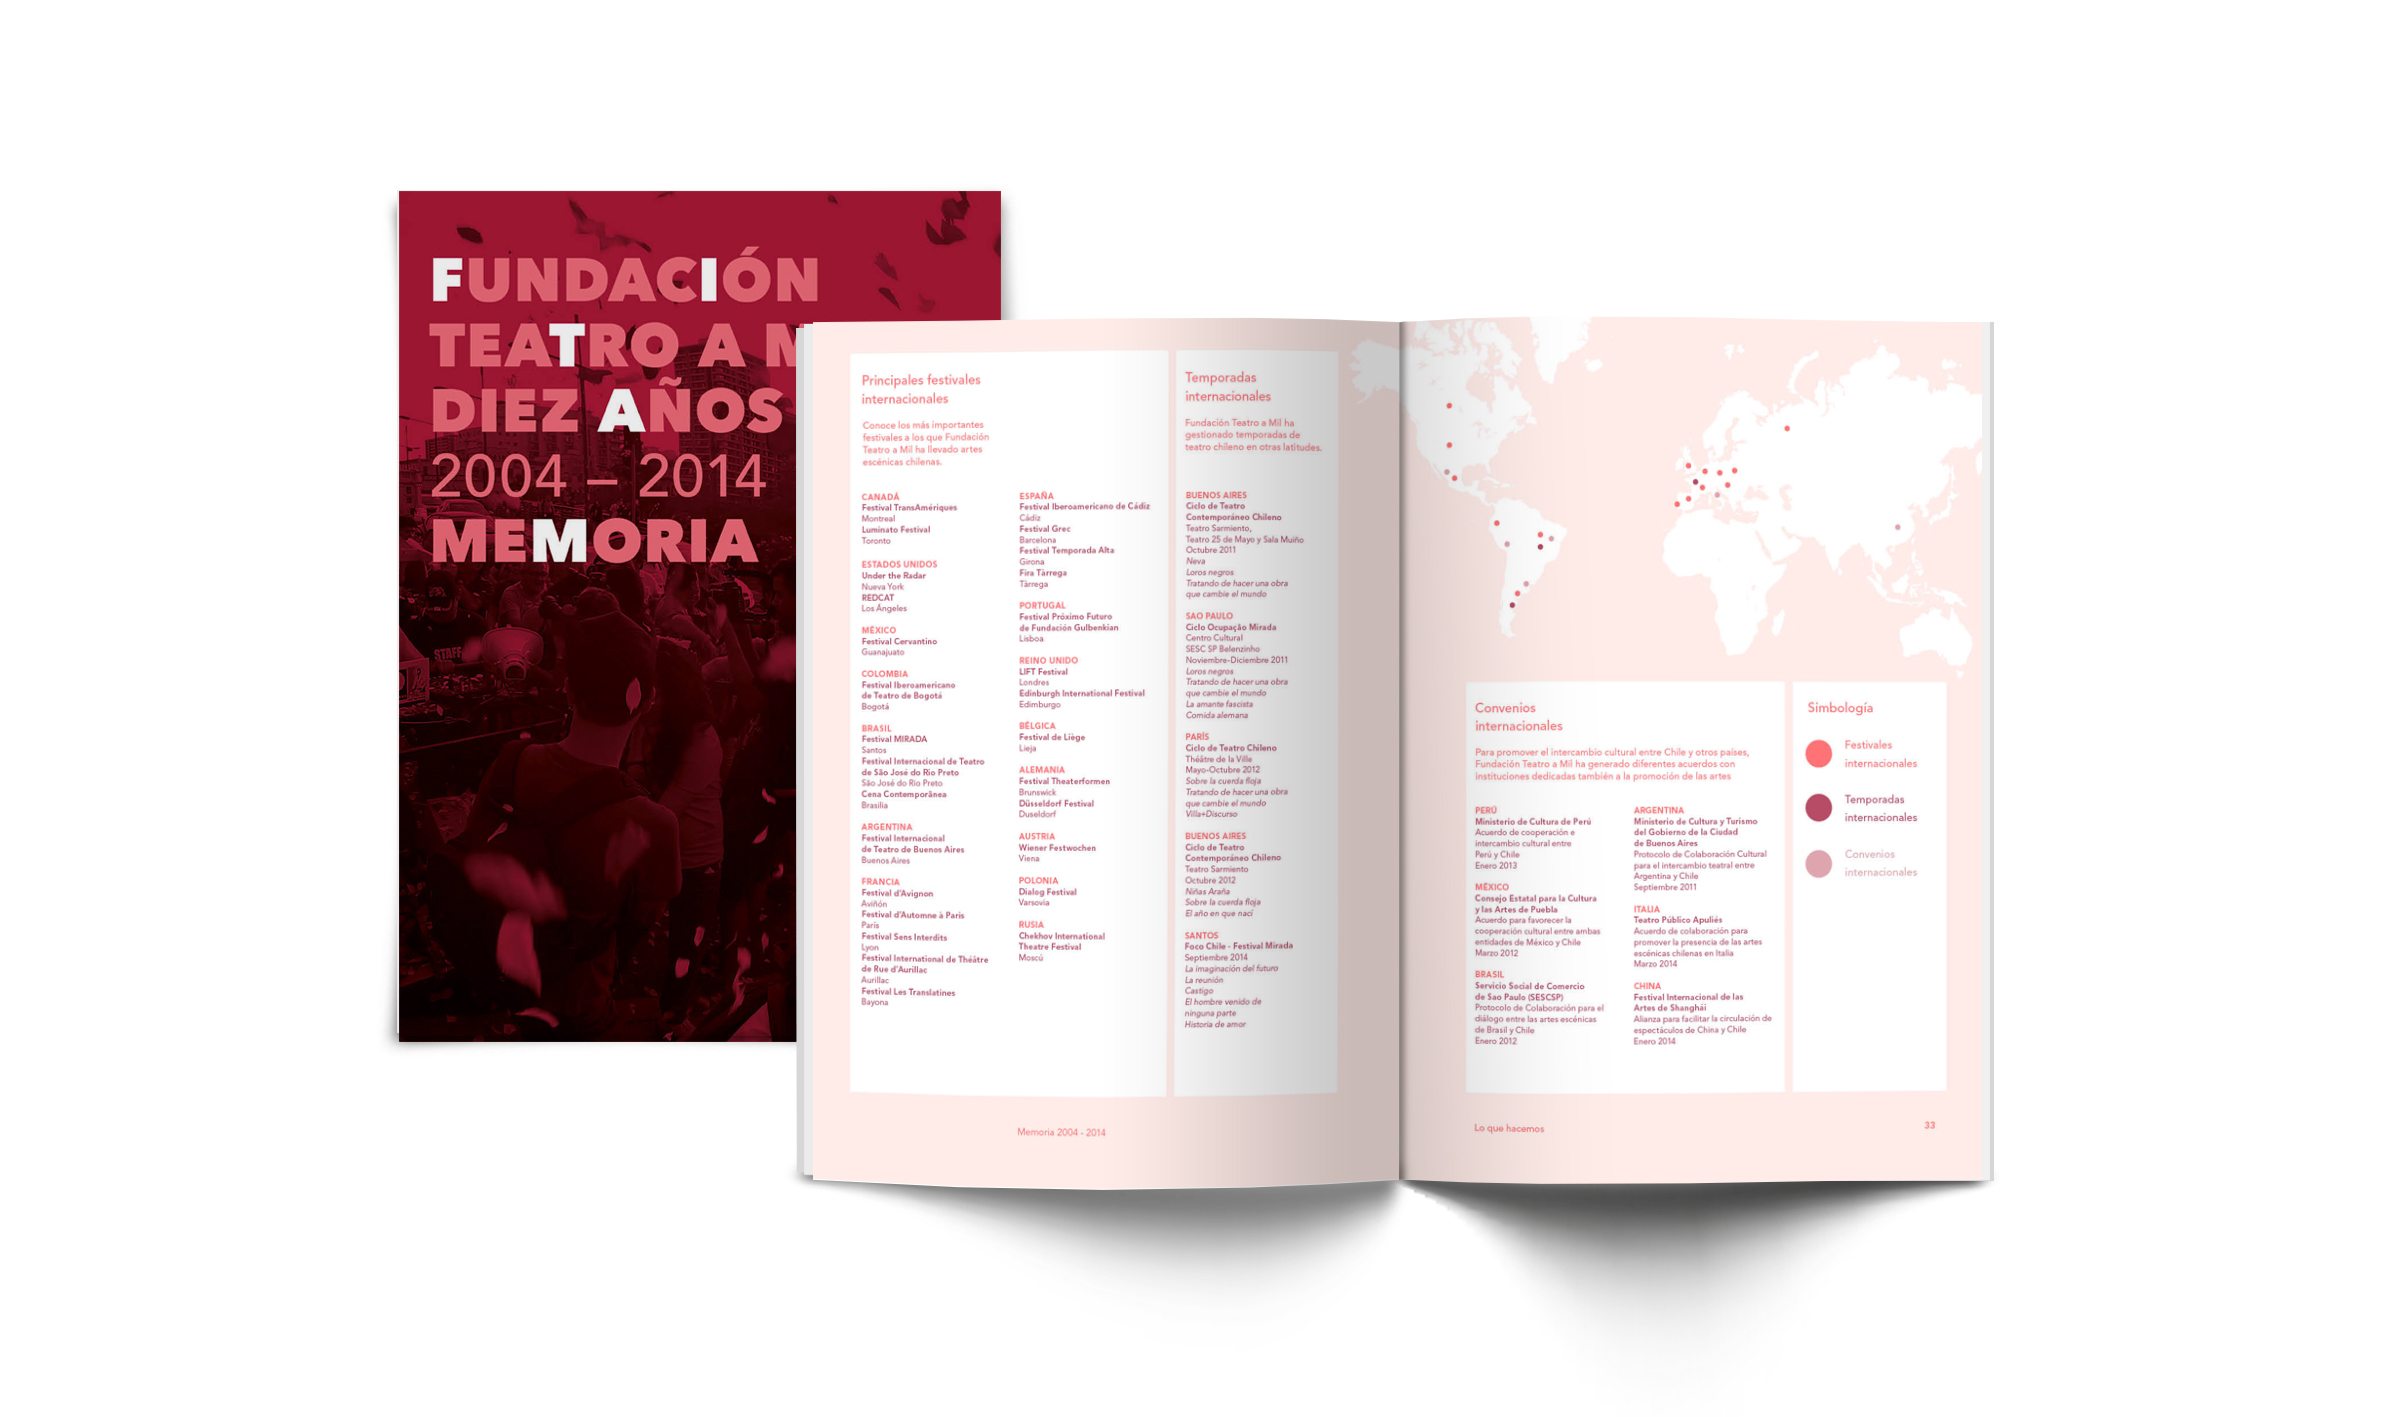 FUNDACIÓN
TEATRO A M
DIEZ AÑOS
2004 – 2014
MEMORIA
STAFF
Principales festivales
internacionales
Conoce los más importantes
festivales a los que Fundación
Teatro a Mil ha llevado artes
escénicas chilenas.
CANADÁ
Festival TransAmériques
Montreal
Luminato Festival
Toronto
ESTADOS UNIDOS
Under the Radar
Nueva York
REDCAT
Los Ángeles
MÉXICO
Festival Cervantino
Guanajuato
COLOMBIA
Festival Iberoamericano
de Teatro de Bogotá
Bogotá
BRASIL
Festival MIRADA
Santos
Festival Internacional de Teatro
de São José do Rio Preto
São José do Rio Preto
Cena Contemporânea
Brasilia
ARGENTINA
Festival Internacional
de Teatro de Buenos Aires
Buenos Aires
FRANCIA
Festival d'Avignon
Aviñón
Festival d'Automne à Paris
París
Festival Sens Interdits
Lyon
Festival International de Théâtre
de Rue d'Aurillac
Aurillac
Festival Les Translatines
Bayona
ESPAÑA
Festival Iberoamericano de Cádiz
Cádiz
Festival Grec
Barcelona
Festival Temporada Alta
Girona
Fira Tàrrega
Tàrrega
PORTUGAL
Festival Próximo Futuro
de Fundación Gulbenkian
Lisboa
REINO UNIDO
LIFT Festival
Londres
Edinburgh International Festival
Edimburgo
BÉLGICA
Festival de Liège
Lieja
ALEMANIA
Festival Theaterformen
Brunswick
Düsseldorf Festival
Duseldorf
AUSTRIA
Wiener Festwochen
Viena
POLONIA
Dialog Festival
Varsovia
RUSIA
Chekhov International
Theatre Festival
Moscú
Temporadas
internacionales
Fundación Teatro a Mil ha
gestionado temporadas de
teatro chileno en otras latitudes.
BUENOS AIRES
Ciclo de Teatro
Contemporáneo Chileno
Teatro Sarmiento,
Teatro 25 de Mayo y Sala Muiño
Octubre 2011
Neva
Loros negros
Tratando de hacer una obra
que cambie el mundo
SAO PAULO
Ciclo Ocupação Mirada
Centro Cultural
SESC SP Belenzinho
Noviembre-Diciembre 2011
Loros negros
Tratando de hacer una obra
que cambie el mundo
La amante fascista
Comida alemana
PARÍS
Ciclo de Teatro Chileno
Théâtre de la Ville
Mayo-Octubre 2012
Sobre la cuerda floja
Tratando de hacer una obra
que cambie el mundo
Villa+Discurso
BUENOS AIRES
Ciclo de Teatro
Contemporáneo Chileno
Teatro Sarmiento
Octubre 2012
Niñas Araña
Sobre la cuerda floja
El año en que nací
SANTOS
Foco Chile - Festival Mirada
Septiembre 2014
La imaginación del futuro
La reunión
Castigo
El hombre venido de
ninguna parte
Historia de amor
Memoria 2004 - 2014
Convenios
internacionales
Para promover el intercambio cultural entre Chile y otros países,
Fundación Teatro a Mil ha generado diferentes acuerdos con
instituciones dedicadas también a la promoción de las artes
PERÚ
Ministerio de Cultura de Perú
Acuerdo de cooperación e
intercambio cultural entre
Perú y Chile
Enero 2013
MÉXICO
Consejo Estatal para la Cultura
y las Artes de Puebla
Acuerdo para favorecer la
cooperación cultural entre ambas
entidades de México y Chile
Marzo 2012
BRASIL
Servicio Social de Comercio
de Sao Paulo (SESCSP)
Protocolo de Colaboración para el
diálogo entre las artes escénicas
de Brasil y Chile
Enero 2012
ARGENTINA
Ministerio de Cultura y Turismo
del Gobierno de la Ciudad
de Buenos Aires
Protocolo de Colaboración Cultural
para el intercambio teatral entre
Argentina y Chile
Septiembre 2011
ITALIA
Teatro Público Apuliés
Acuerdo de colaboración para
promover la presencia de las artes
escénicas chilenas en Italia
Marzo 2014
CHINA
Festival Internacional de las
Artes de Shanghái
Alianza para facilitar la circulación de
espectáculos de China y Chile
Enero 2014
Simbología
Festivales
internacionales
Temporadas
internacionales
Convenios
internacionales
Lo que hacemos
33